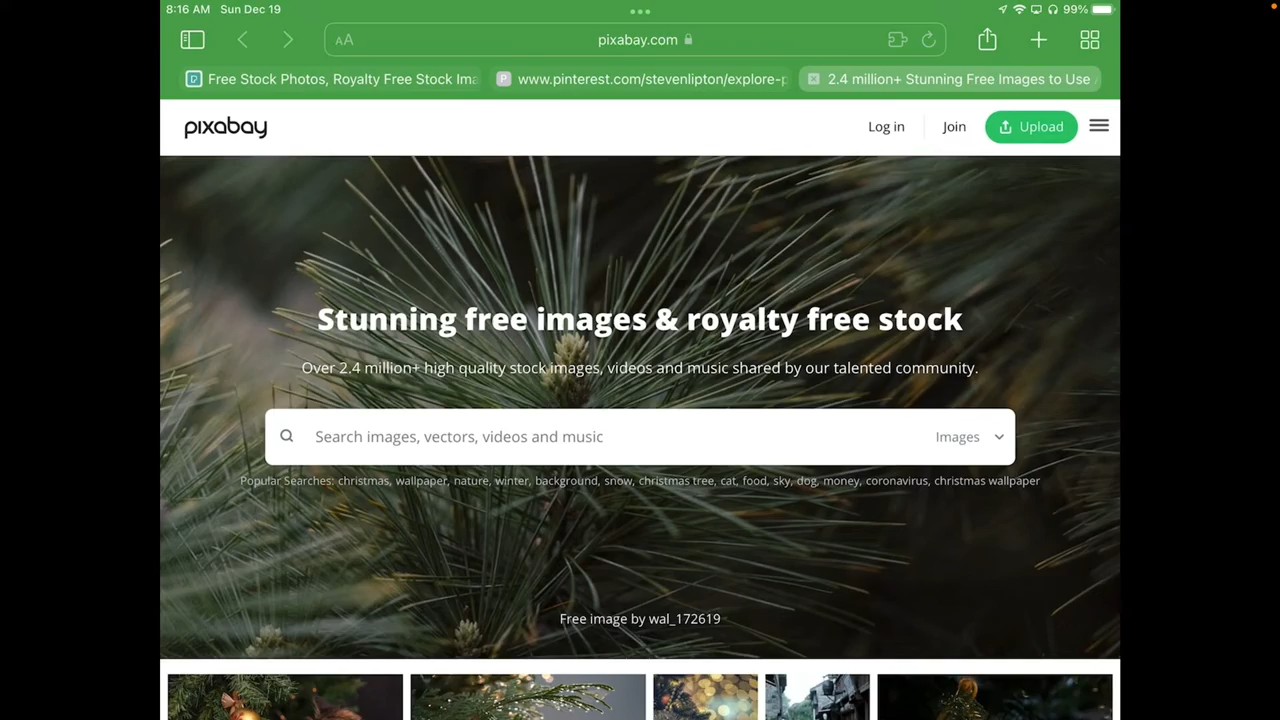 8:16 AM Sun Dec 19 99%
AA pixabay.com
Free Stock Photos, Royalty Free Stock Ima www.pinterest.com/stevenlipton/explore-p 2.4 million+ Stunning Free Images to Use
pixabay Log in Join Upload
Stunning free images & royalty free stock
Over 2.4 million+ high quality stock images, videos and music shared by our talented community.
Search images, vectors, videos and music Images
Popular Searches: christmas, wallpaper, nature, winter, background, snow, christmas tree, cat, food, sky, dog, money, coronavirus, christmas wallpaper
Free image by wal_172619